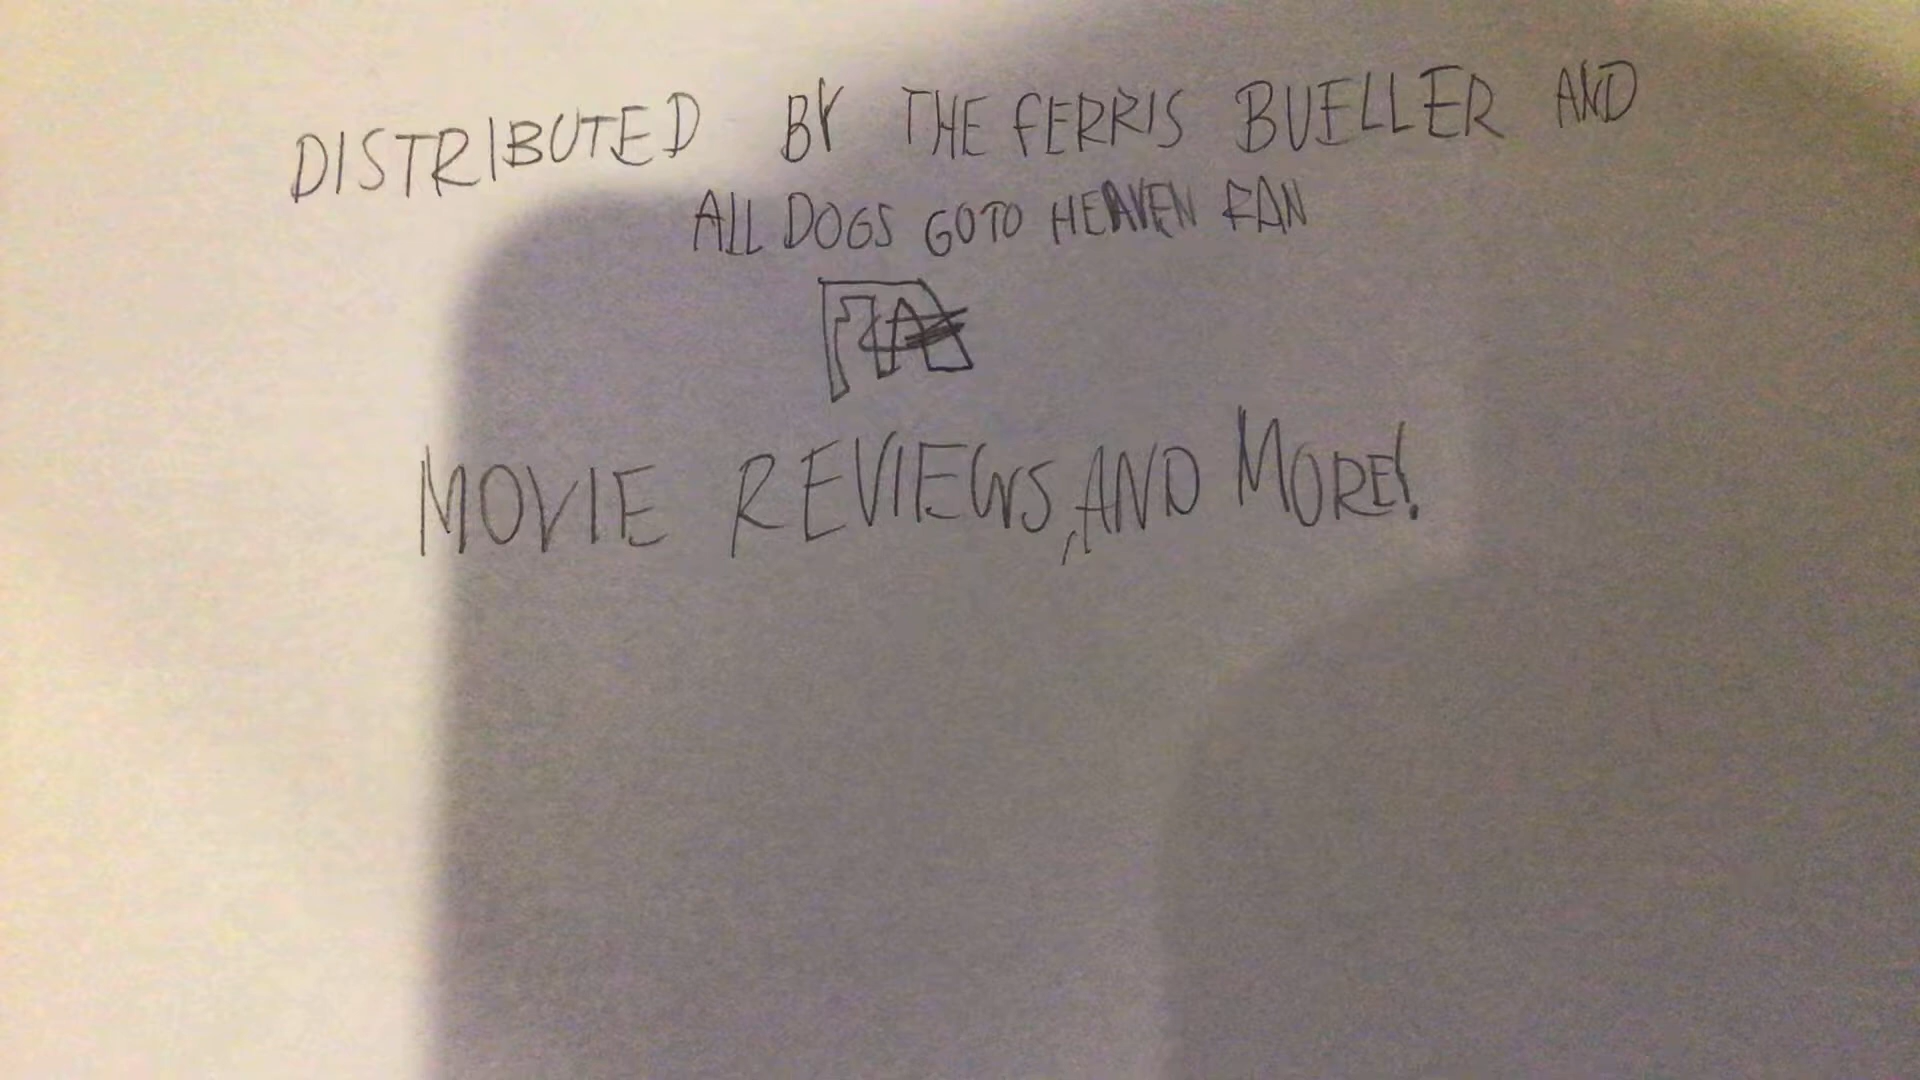 DISTRIBUTED BY THE FERRIS BUELLER AND
ALL DOGS GO TO HEAVEN FAN
MOVIE REVIEWS, AND MORE!